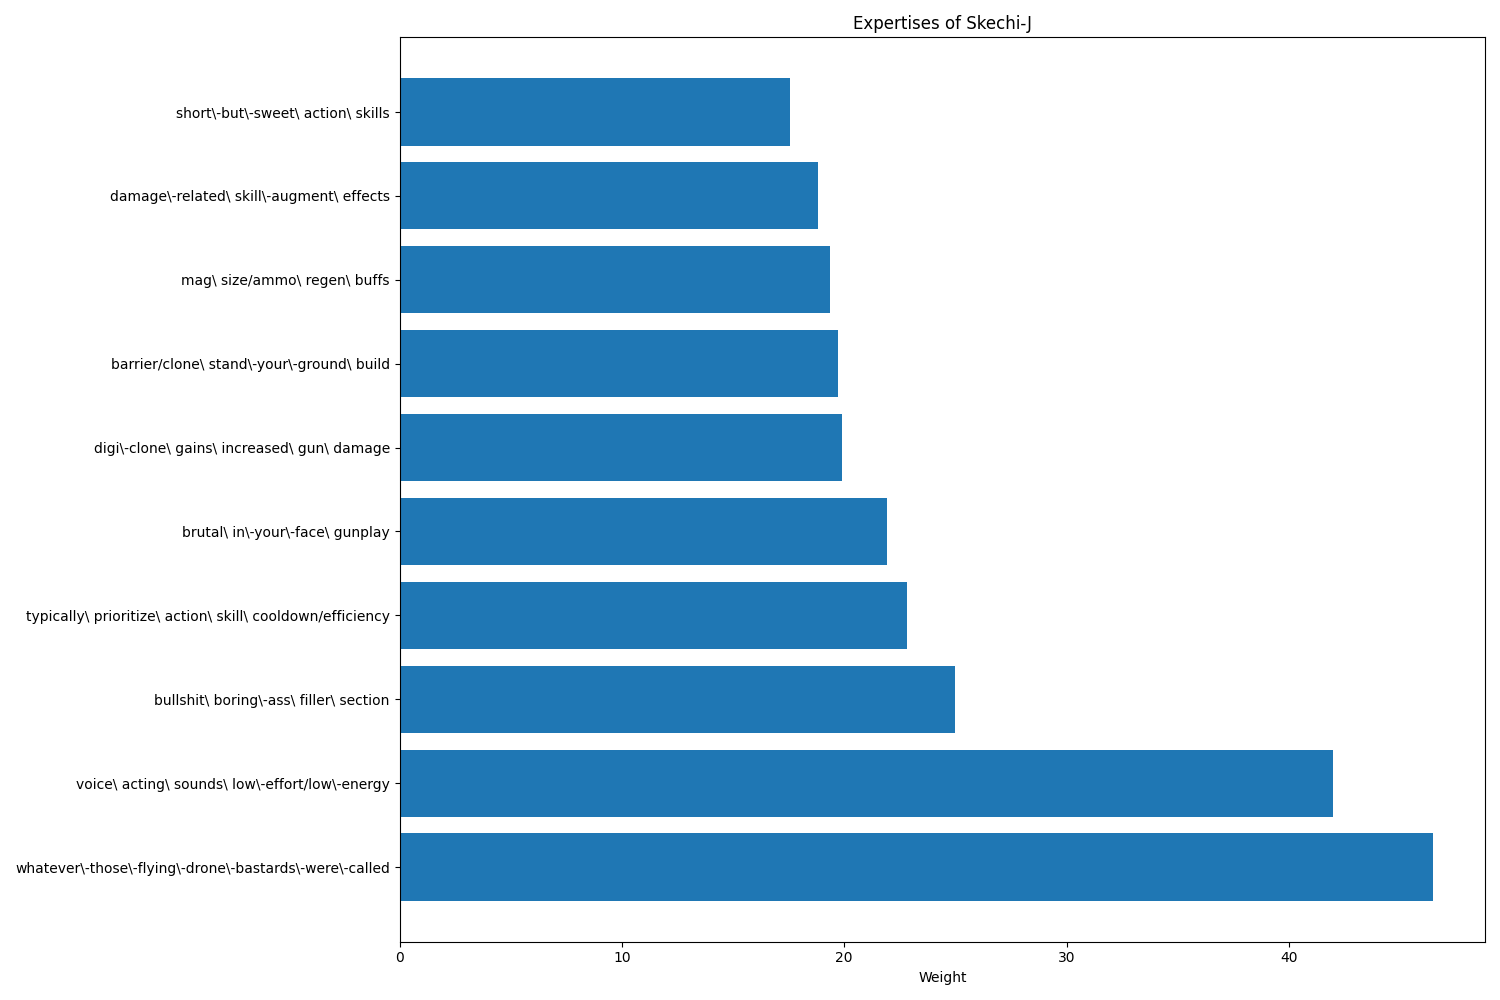 Expertises of Skechi-J
short\-but\-sweet\ action\ skills
damage\-related\ skill\-augment\ effects
mag\ size/ammo\ regen\ buffs
barrier/clone\ stand\-your\-ground\ build
digi\-clone\ gains\ increased\ gun\ damage
brutal\ in\-your\-face\ gunplay
typically\ prioritize\ action\ skill\ cooldown/efficiency
bullshit\ boring\-ass\ filler\ section
voice\ acting\ sounds\ low\-effort/low\-energy
whatever\-those\-flying\-drone\-bastards\-were\-called
0 10 20 30 40
Weight